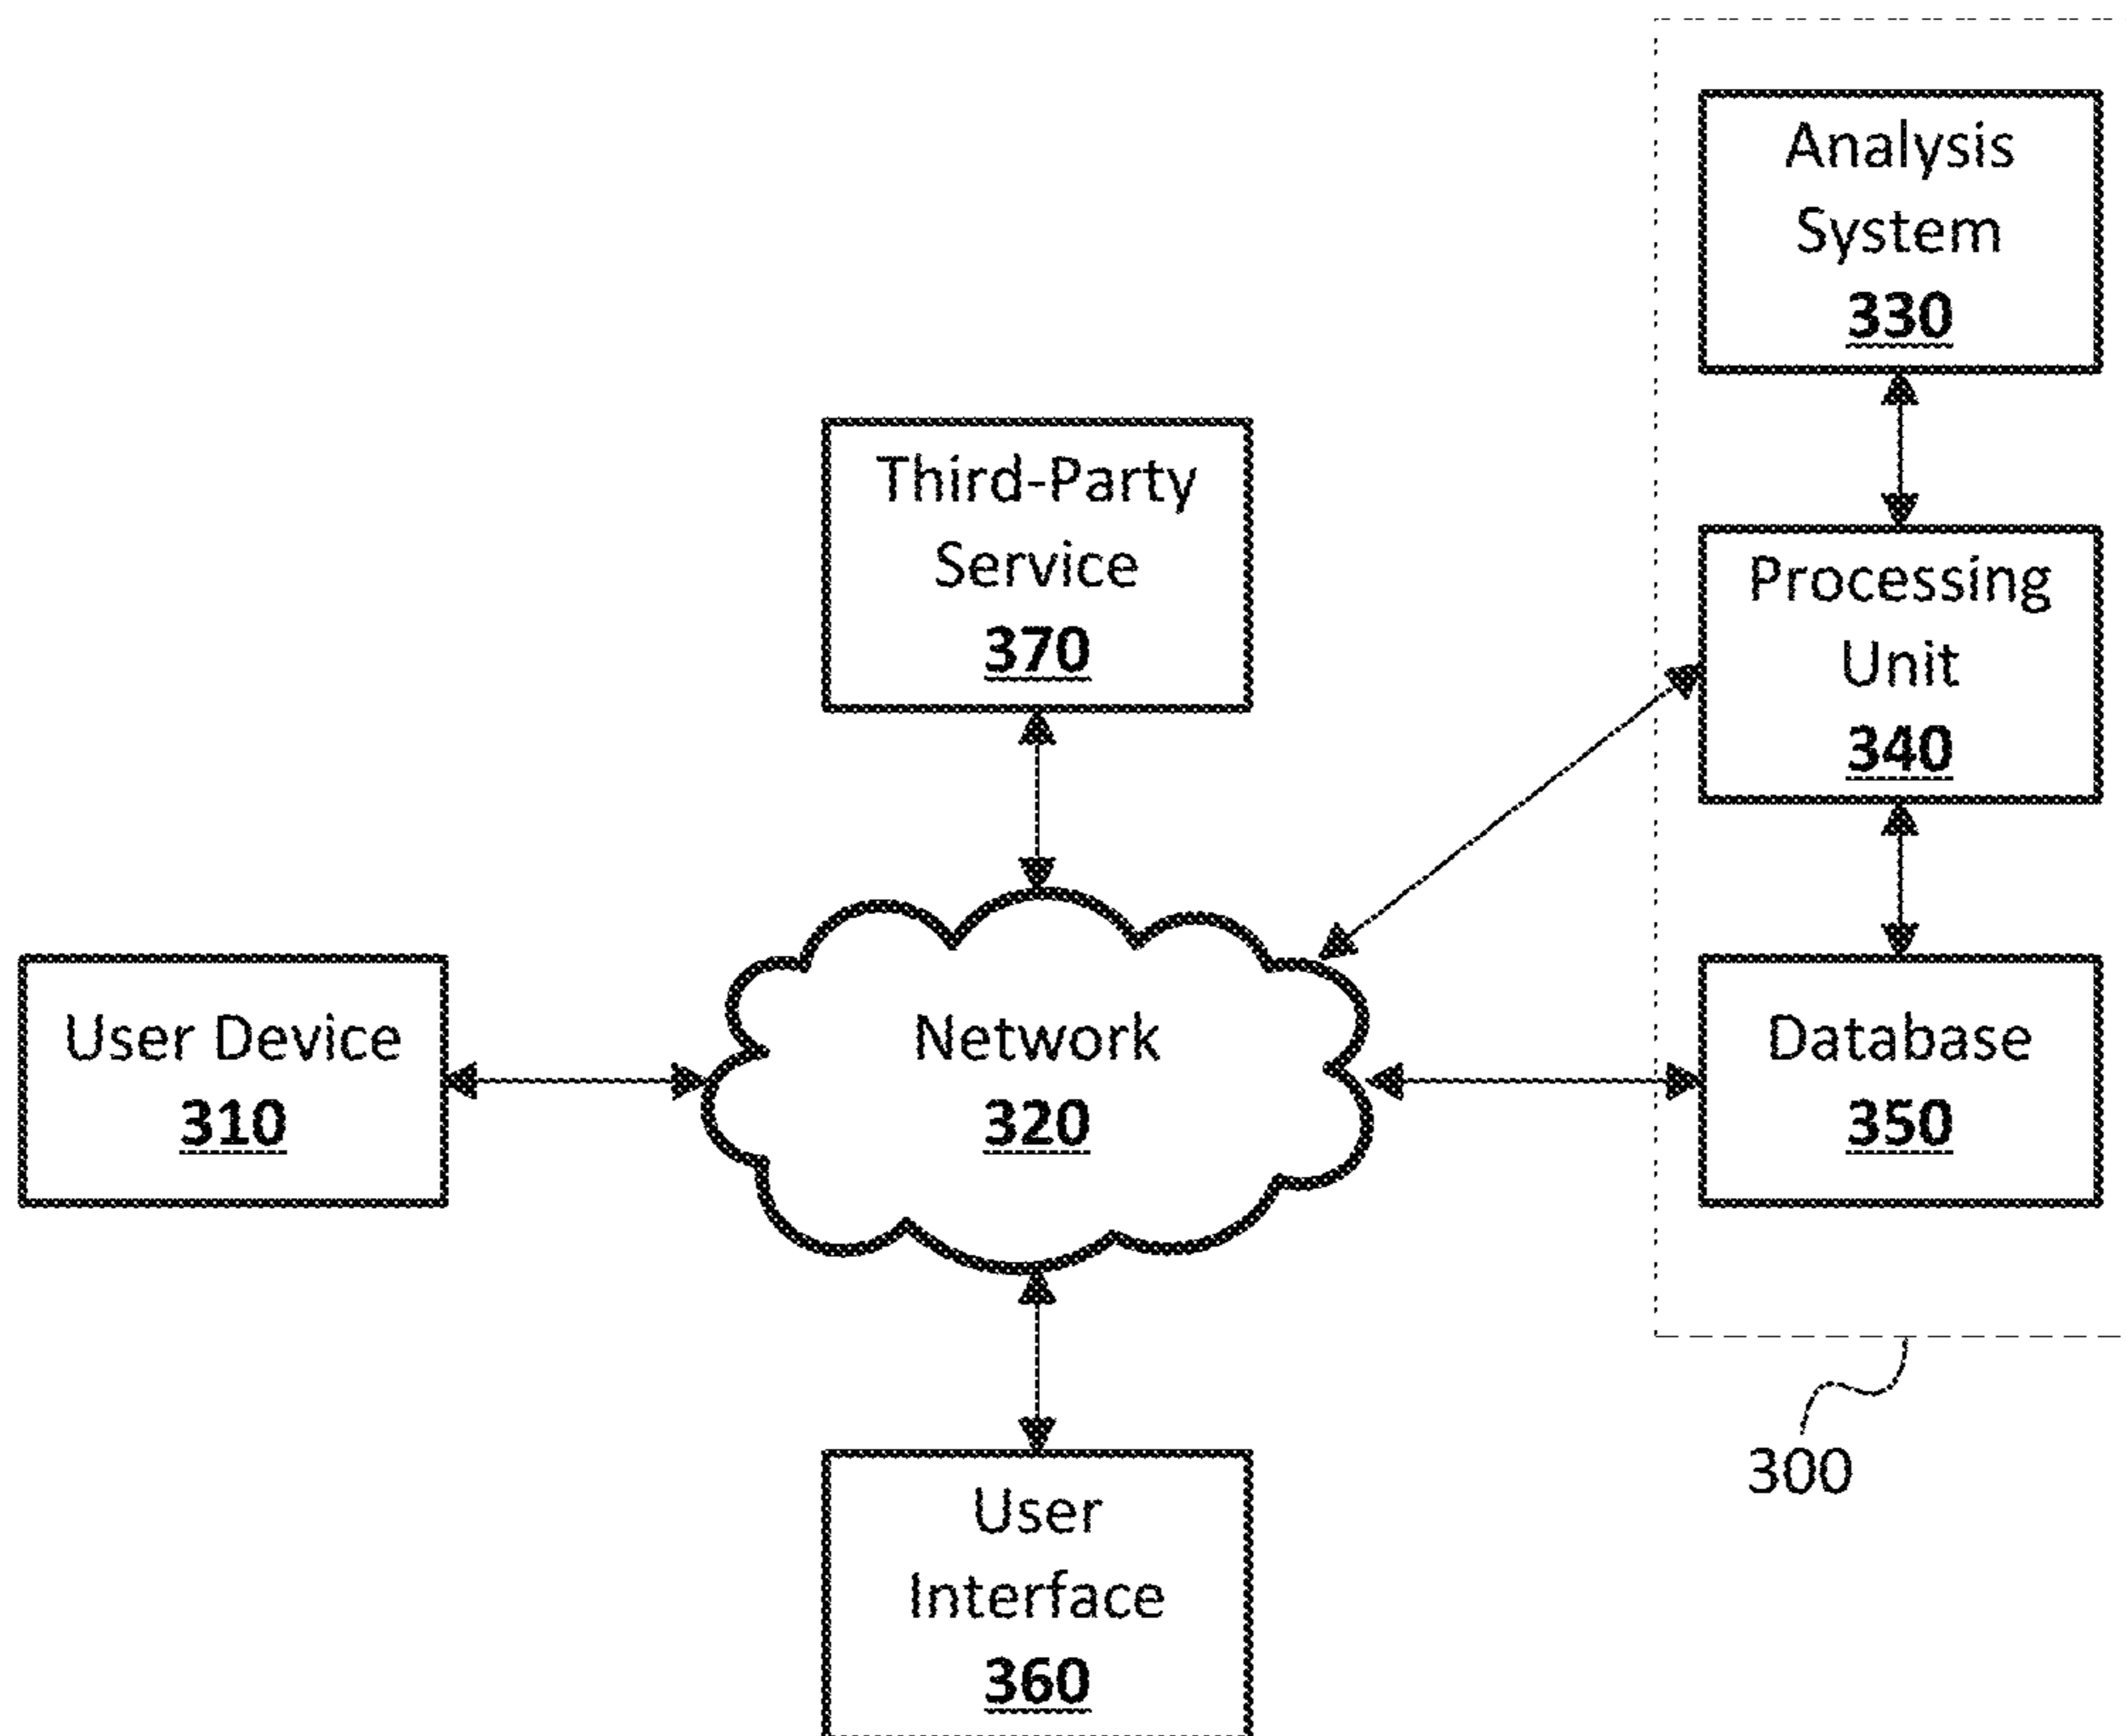 Analysis
System
330
Third-Party
Service
370
Processing
Unit
340
User Device
310
Network
320
Database
350
300
User
Interface
360